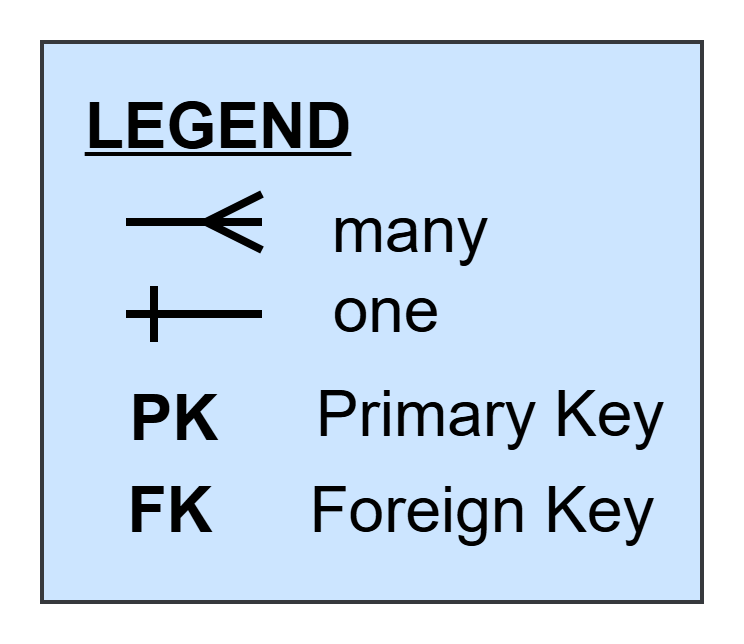 LEGEND
many
one
PK Primary Key
FK Foreign Key